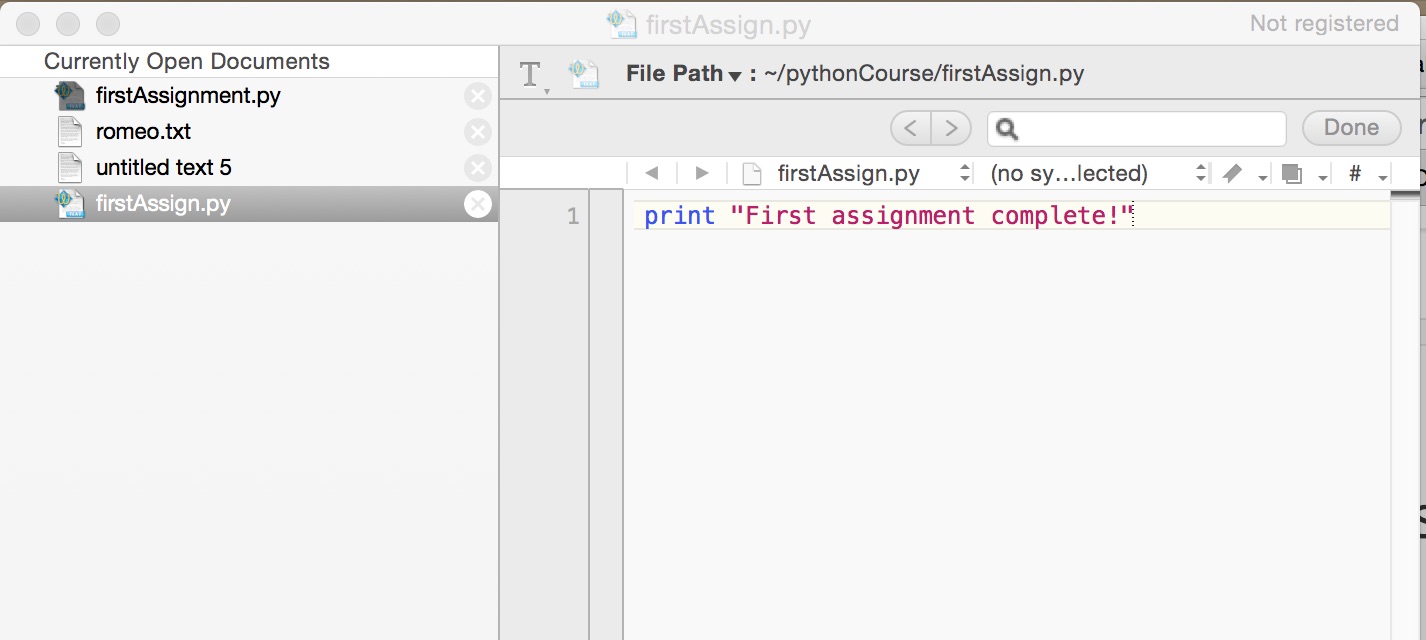 firstAssign.py
Not registered
Currently Open Documents
firstAssignment.py
romeo.txt
untitled text 5
firstAssign.py
File Path : ~/pythonCourse/firstAssign.py
Done
firstAssign.py (no sy...lected) #
1 print "First assignment complete!"